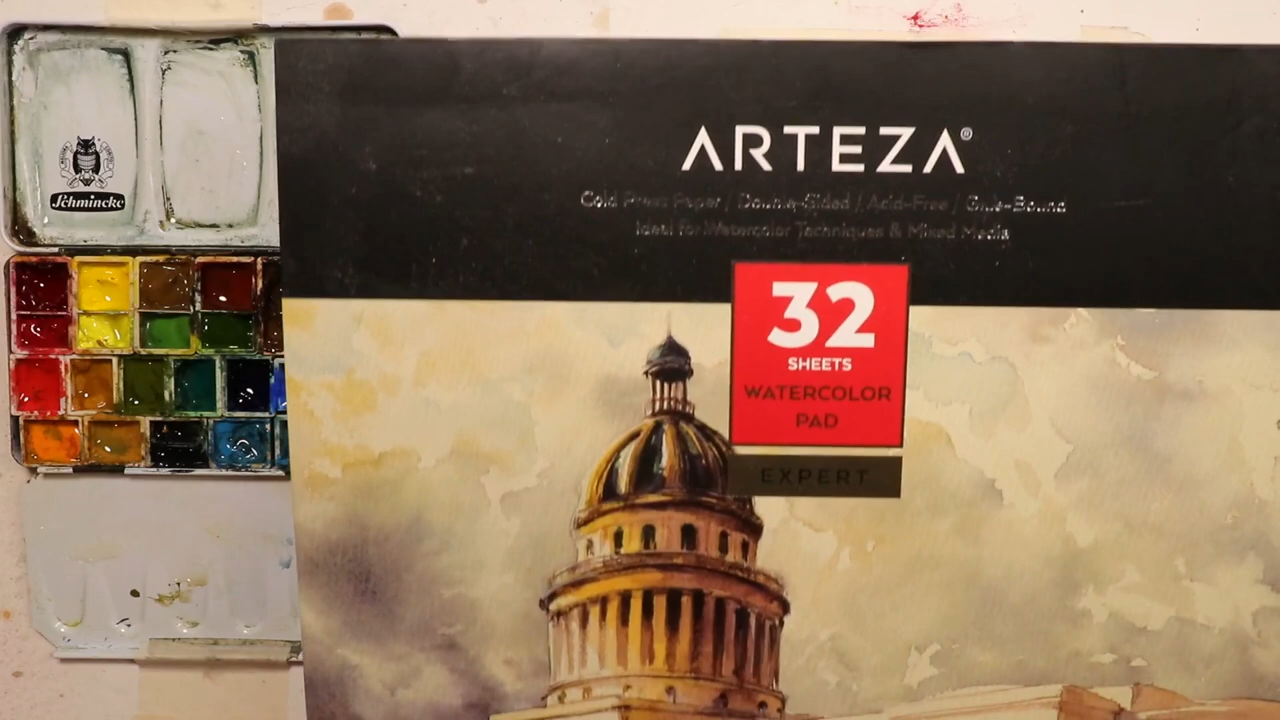 ARTEZA®
Cold Press Paper / Double-Sided / Acid-Free / Glue-Bound
Ideal for Watercolor Techniques & Mixed Media
32
SHEETS
WATERCOLOR
PAD
EXPERT
Schmincke